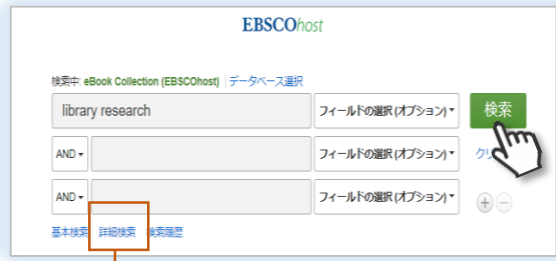 EBSCOhost
検索中: eBook Collection (EBSCOhost) | データベース選択
library research フィールドの選択 (オプション) 検索
AND フィールドの選択 (オプション) クリ
AND フィールドの選択 (オプション)
基本検索 詳細検索 検索履歴